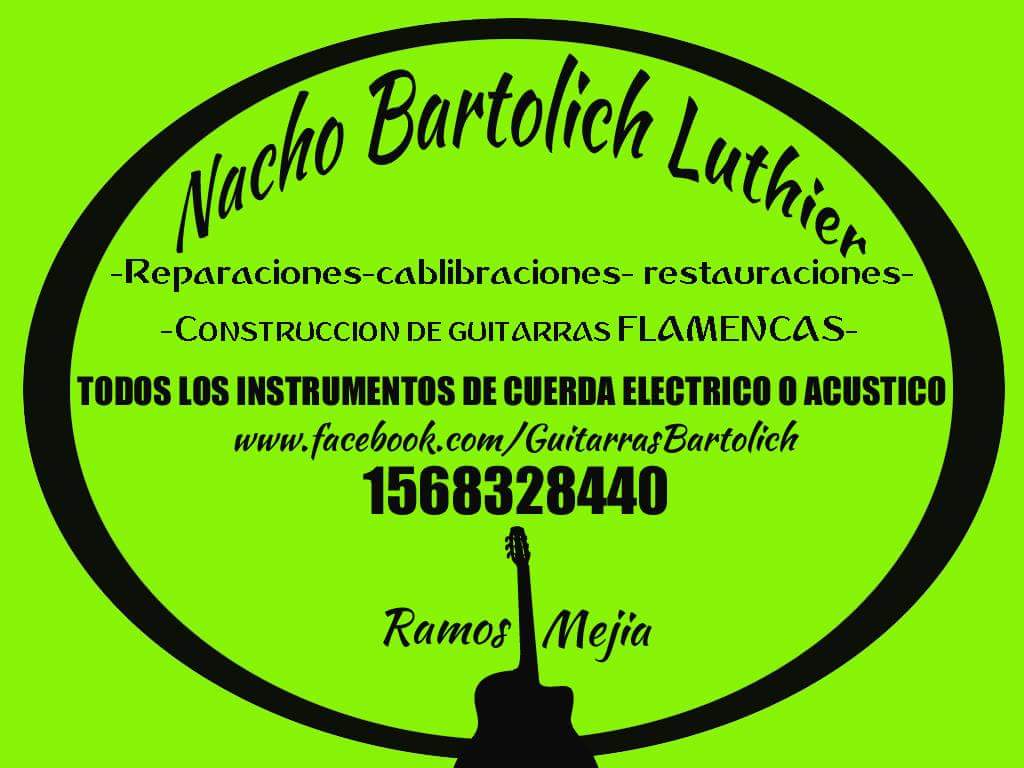 Nacho Bartolich Luthier
-Reparaciones-cablibraciones- restauraciones-
-CONSTRUCCION DE GUITARRAS FLAMENCAS-
TODOS LOS INSTRUMENTOS DE CUERDA ELECTRICO O ACUSTICO
www.facebook.com/GuitarrasBartolich
1568328440
Ramos Mejia